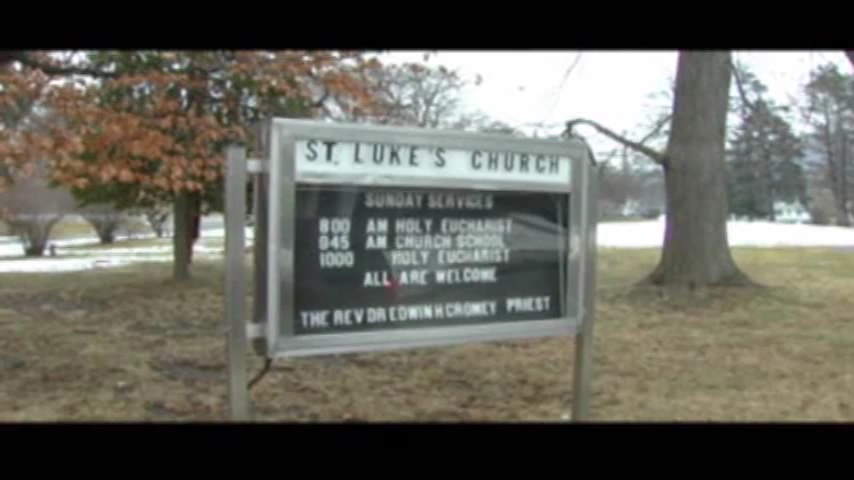 ST. LUKE'S CHURCH
SUNDAY SERVICES
800 AM HOLY EUCHARIST
845 AM CHURCH SCHOOL
1000 HOLY EUCHARIST
ALL ARE WELCOME
THE REV DR EDWIN H CROMEY PRIEST